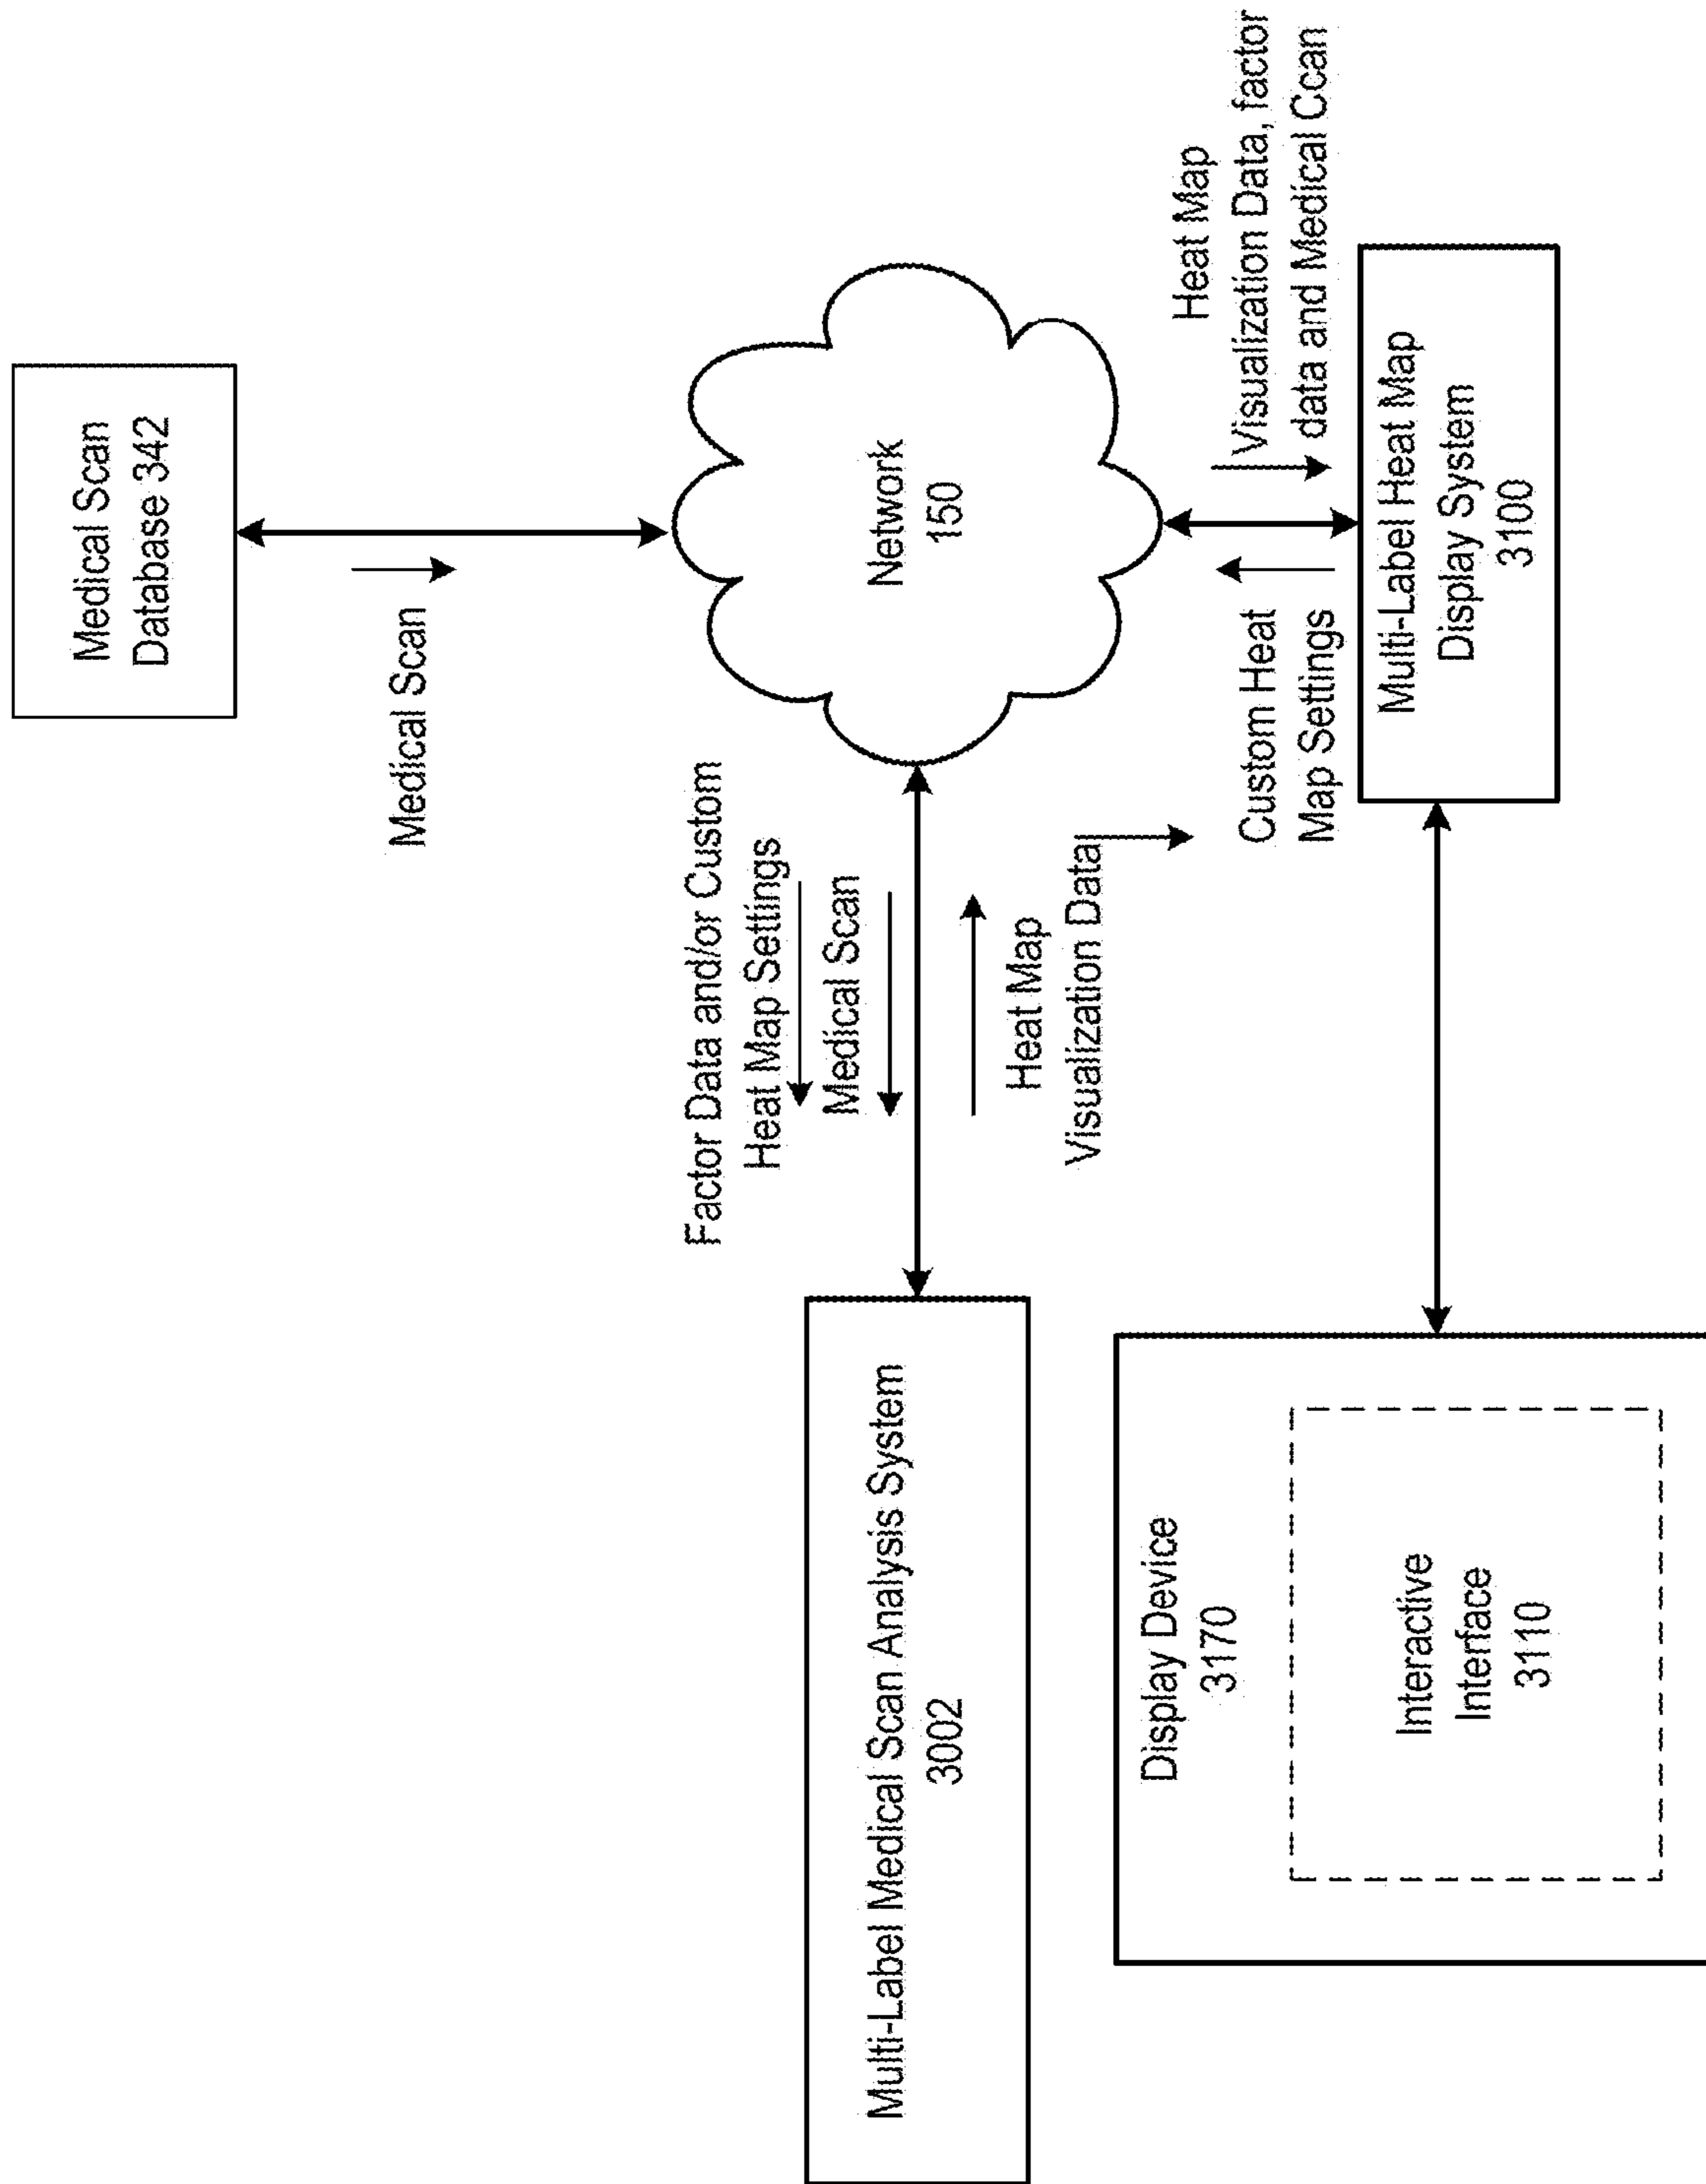 Medical Scan
Database 342
Medical Scan
Factor Data and/or Custom
Heat Map Settings
Medical Scan
Heat Map
Visualization Data
Network
150
Multi-Label Medical Scan Analysis System
3002
Custom Heat
Map Settings
Heat Map
Visualization Data, factor
data and Medical Ccan
Multi-Label Heat Map
Display System
3100
Display Device
3170
Interactive
Interface
3110